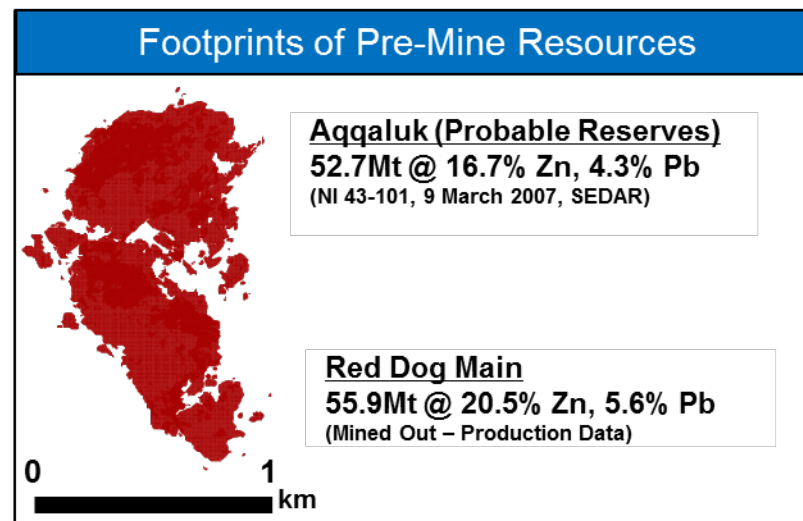 Footprints of Pre-Mine Resources
Aqqaluk (Probable Reserves)
52.7Mt @ 16.7% Zn, 4.3% Pb
(NI 43-101, 9 March 2007, SEDAR)
Red Dog Main
55.9Mt @ 20.5% Zn, 5.6% Pb
(Mined Out – Production Data)
0 1
km